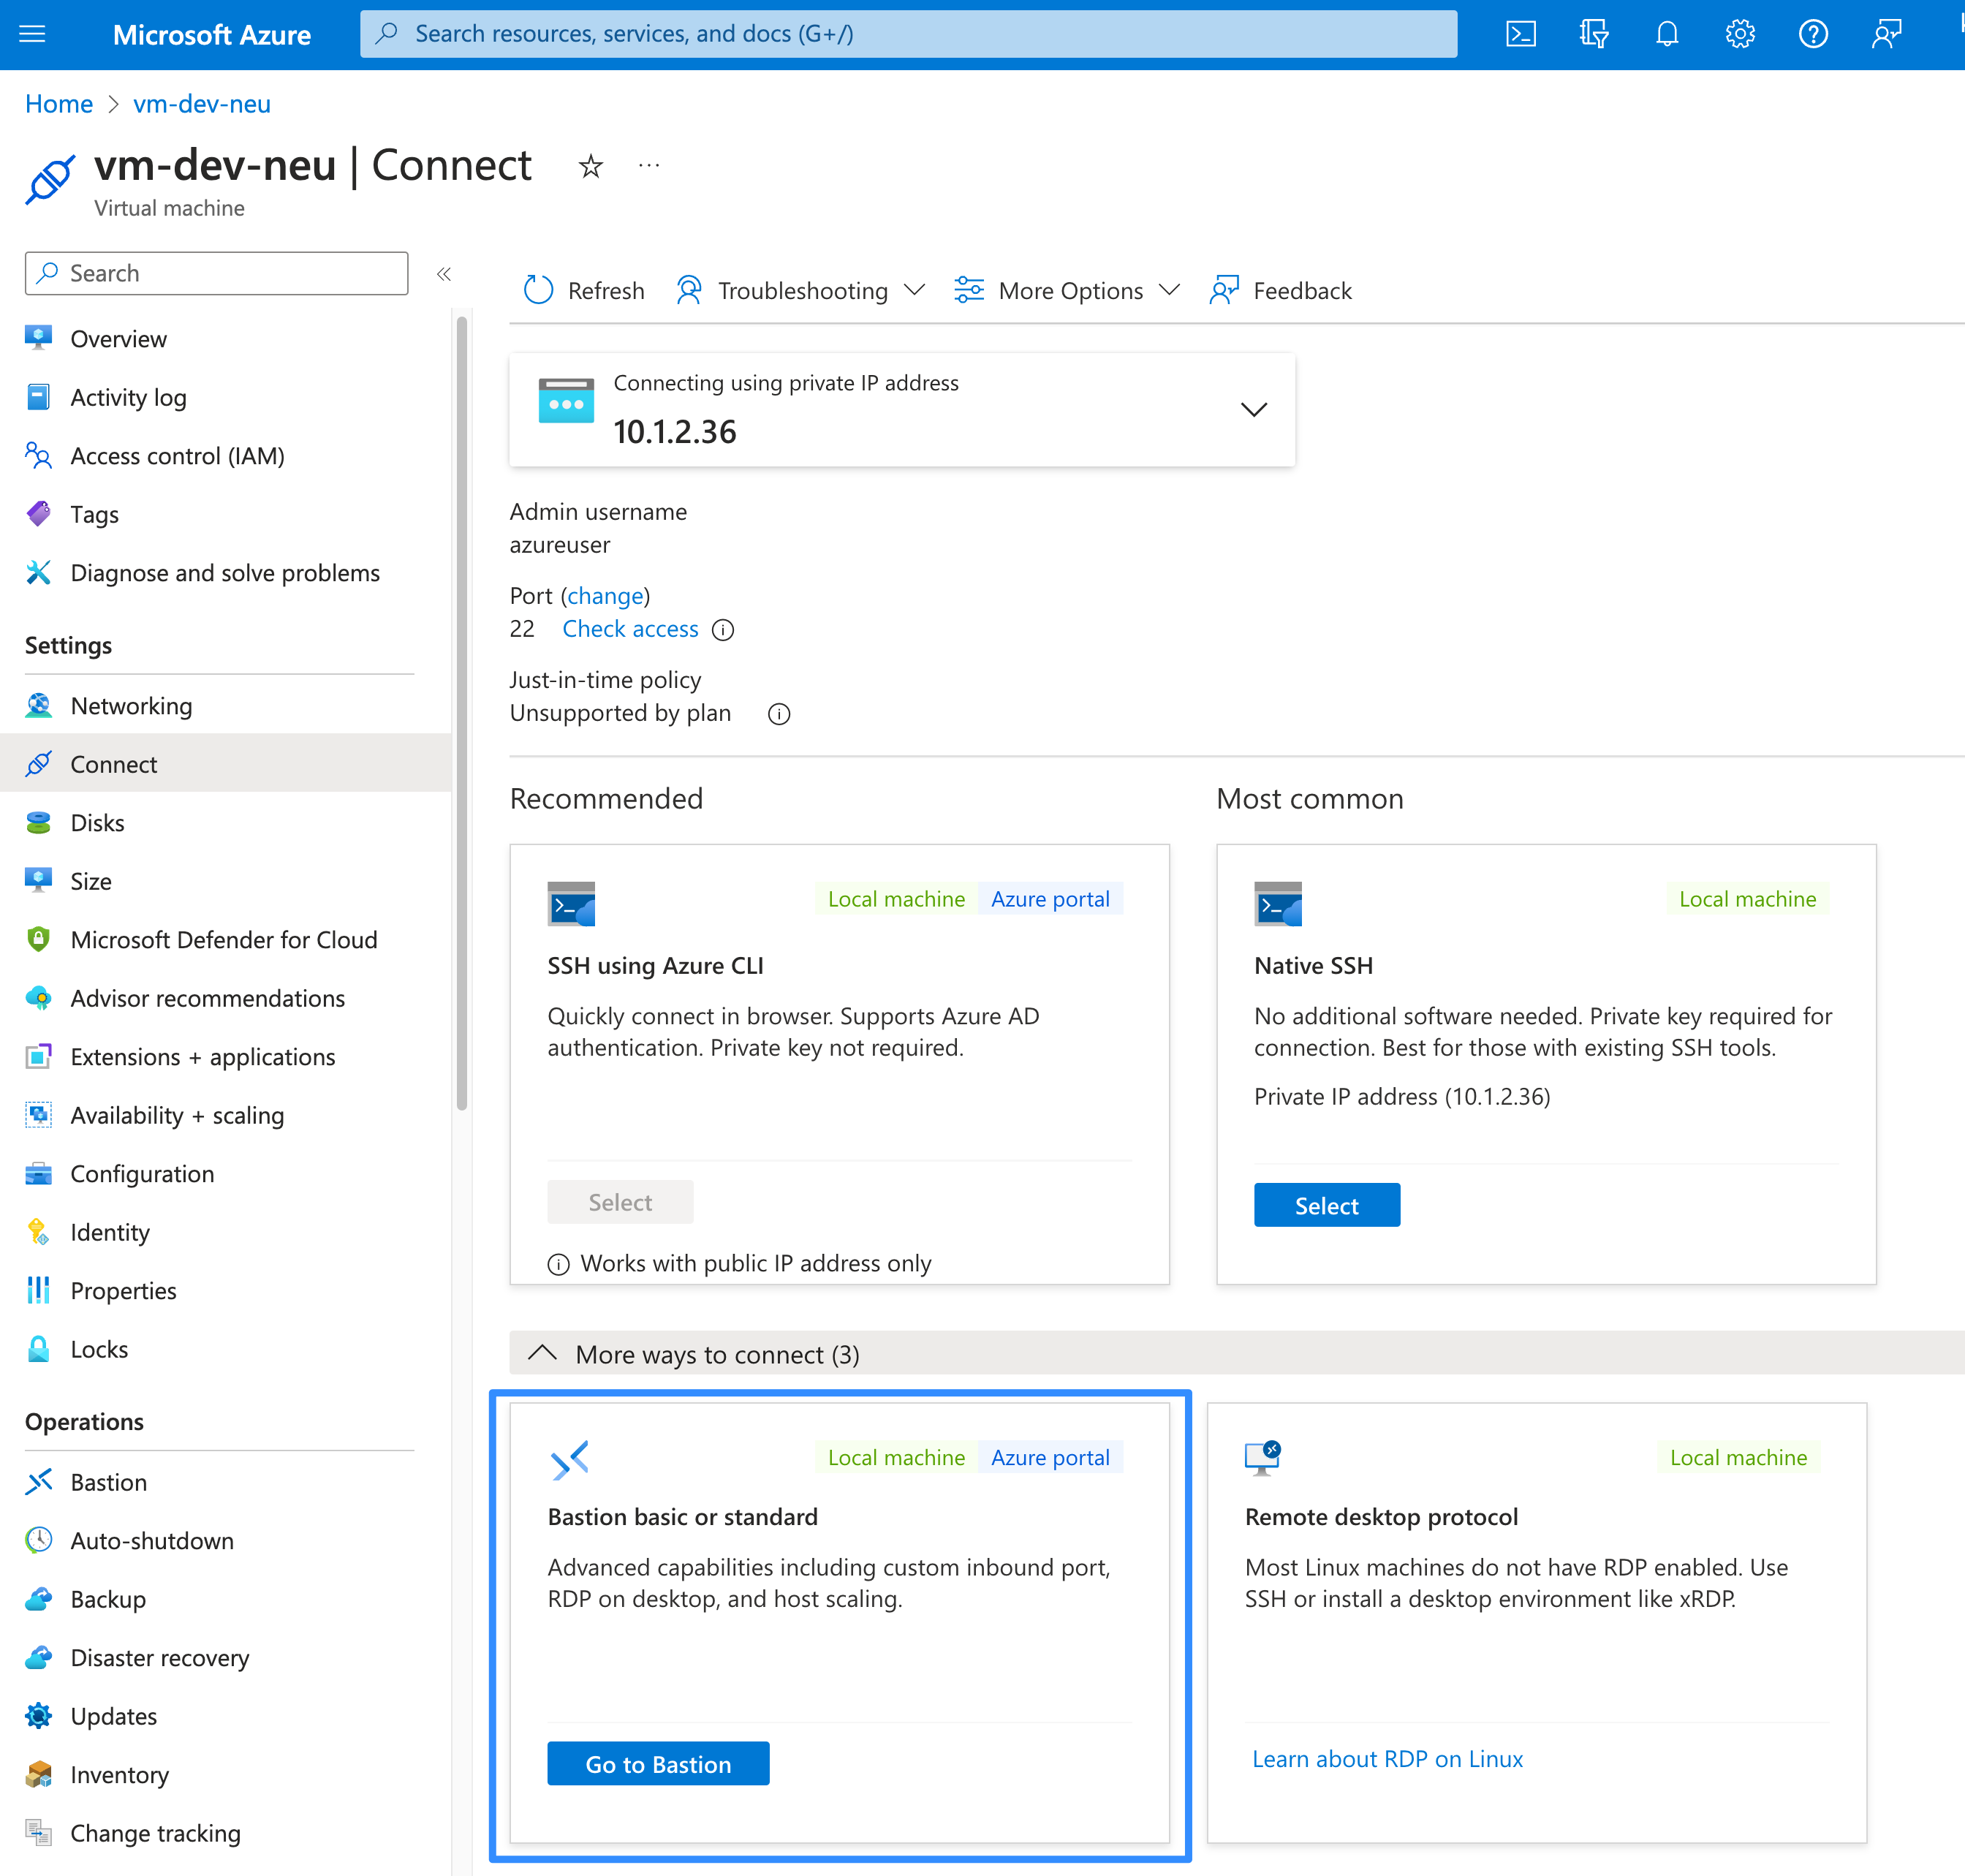 Microsoft Azure
Search resources, services, and docs (G+/)
Home > vm-dev-neu
vm-dev-neu | Connect
Virtual machine
Search
Overview
Activity log
Access control (IAM)
Tags
Diagnose and solve problems
Settings
Networking
Connect
Disks
Size
Microsoft Defender for Cloud
Advisor recommendations
Extensions + applications
Availability + scaling
Configuration
Identity
Properties
Locks
Operations
Bastion
Auto-shutdown
Backup
Disaster recovery
Updates
Inventory
Change tracking
Refresh
Troubleshooting
More Options
Feedback
Connecting using private IP address
10.1.2.36
Admin username
azureuser
Port (change)
22 Check access
Just-in-time policy
Unsupported by plan
Recommended
Local machine Azure portal
SSH using Azure CLI
Quickly connect in browser. Supports Azure AD
authentication. Private key not required.
Select
Works with public IP address only
Most common
Local machine
Native SSH
No additional software needed. Private key required for
connection. Best for those with existing SSH tools.
Private IP address (10.1.2.36)
Select
More ways to connect (3)
Local machine Azure portal
Bastion basic or standard
Advanced capabilities including custom inbound port,
RDP on desktop, and host scaling.
Go to Bastion
Local machine
Remote desktop protocol
Most Linux machines do not have RDP enabled. Use
SSH or install a desktop environment like xRDP.
Learn about RDP on Linux